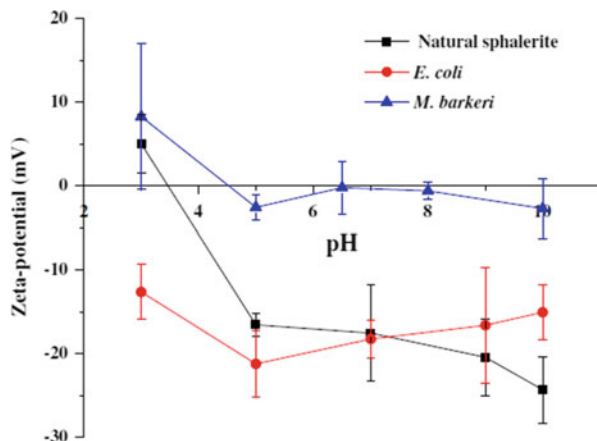 20
10
0
-10
-20
-30
Zeta-potential (mV)
2 4 6 8 10
pH
Natural sphalerite
E. coli
M. barkeri